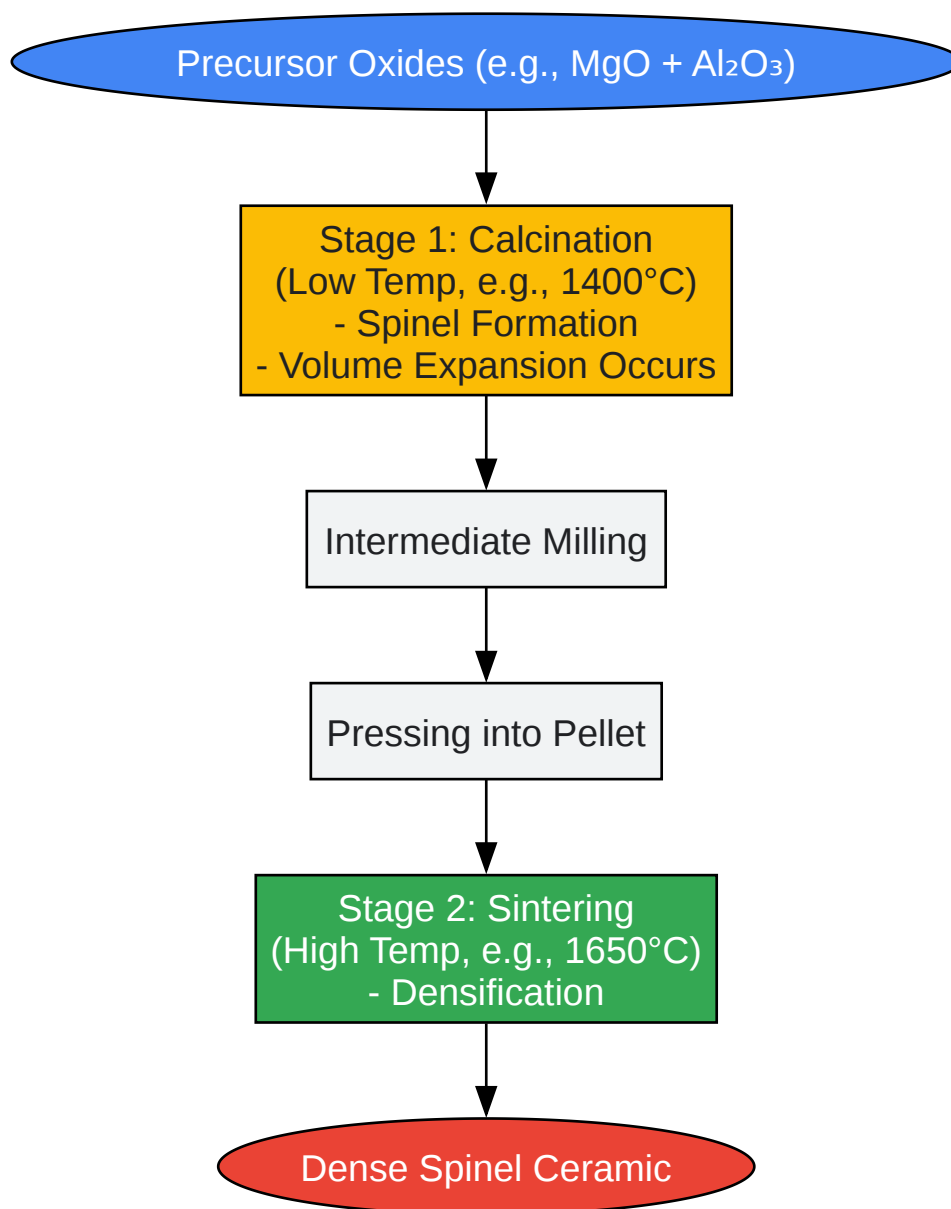 Precursor Oxides (e.g., MgO + Al₂O₃)
Stage 1: Calcination
(Low Temp, e.g., 1400°C)
- Spinel Formation
- Volume Expansion Occurs
Intermediate Milling
Pressing into Pellet
Stage 2: Sintering
(High Temp, e.g., 1650°C)
- Densification
Dense Spinel Ceramic